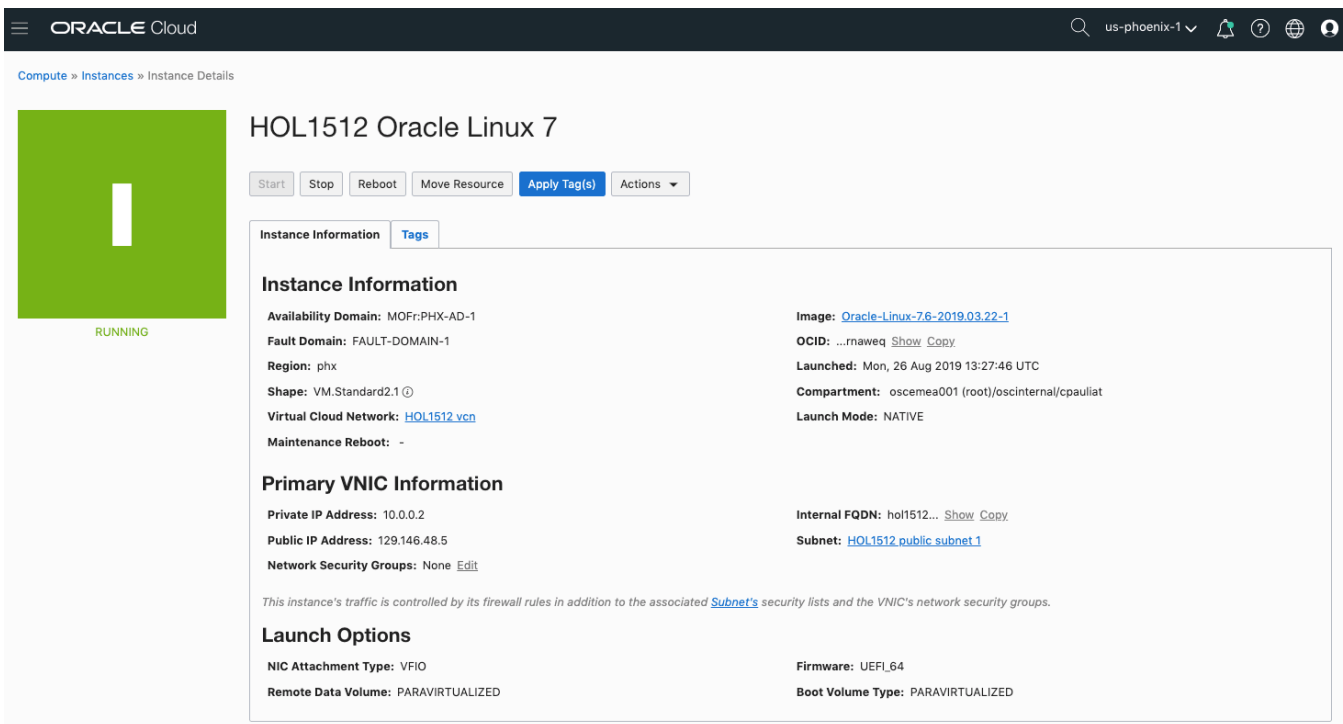 ORACLE Cloud
us-phoenix-1
Compute » Instances » Instance Details
RUNNING
HOL1512 Oracle Linux 7
Start Stop Reboot Move Resource Apply Tag(s) Actions
Instance Information Tags
Instance Information
Availability Domain: MOFr:PHX-AD-1
Fault Domain: FAULT-DOMAIN-1
Region: phx
Shape: VM.Standard2.1
Virtual Cloud Network: HOL1512 vcn
Maintenance Reboot: -
Image: Oracle-Linux-7.6-2019.03.22-1
OCID: ...rnaweq Show Copy
Launched: Mon, 26 Aug 2019 13:27:46 UTC
Compartment: oscemea001 (root)/oscinternal/cpauliat
Launch Mode: NATIVE
Primary VNIC Information
Private IP Address: 10.0.0.2
Public IP Address: 129.146.48.5
Network Security Groups: None Edit
Internal FQDN: hol1512... Show Copy
Subnet: HOL1512 public subnet 1
This instance's traffic is controlled by its firewall rules in addition to the associated Subnet's security lists and the VNIC's network security groups.
Launch Options
NIC Attachment Type: VFIO
Remote Data Volume: PARAVIRTUALIZED
Firmware: UEFI_64
Boot Volume Type: PARAVIRTUALIZED